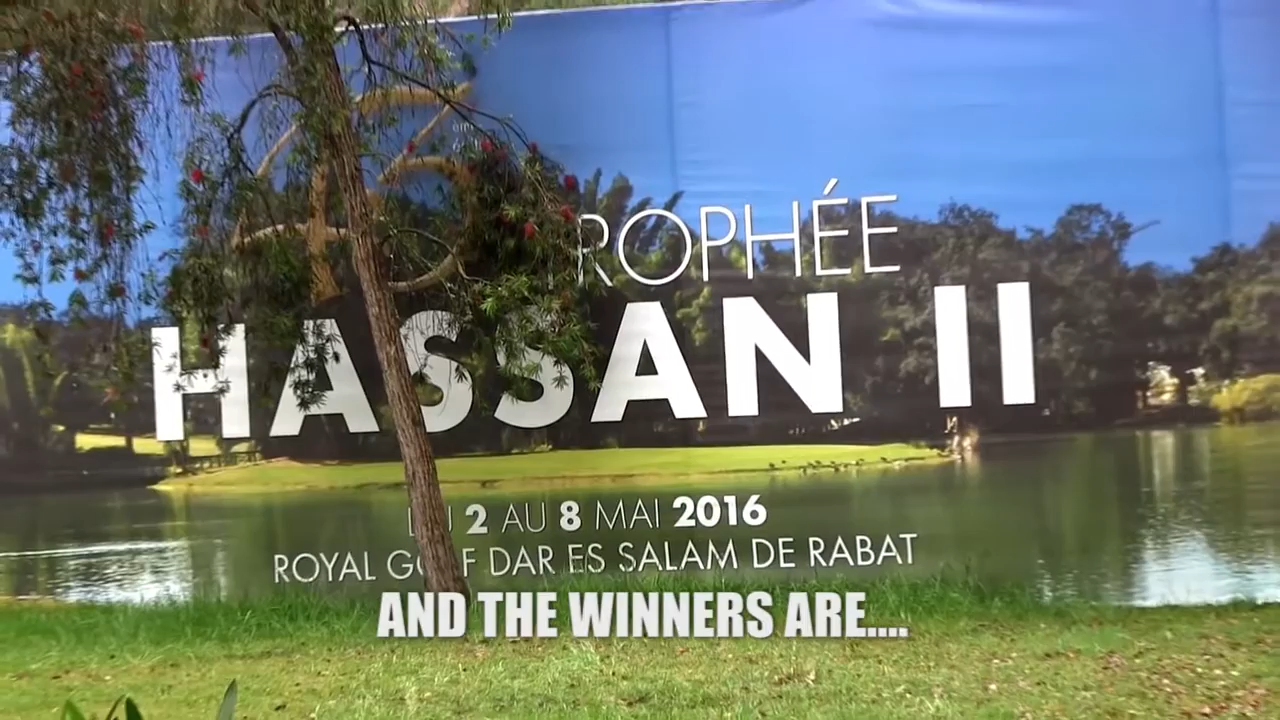 ROPHÉE
HASSAN II
DU 2 AU 8 MAI 2016
ROYAL GOLF DAR ES SALAM DE RABAT
AND THE WINNERS ARE....